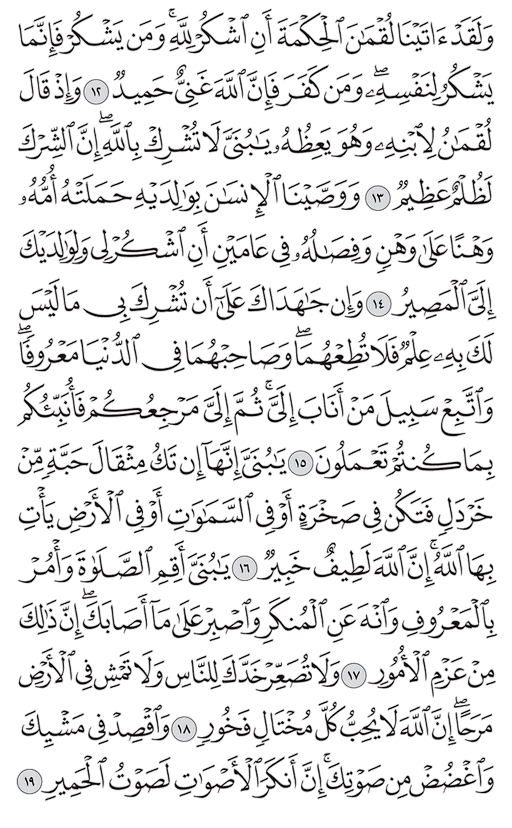 وَلَقَدۡ ءَاتَيۡنَا لُقۡمَٰنَ ٱلۡحِكۡمَةَ أَنِ ٱشۡكُرۡ لِلَّهِۚ وَمَن يَشۡكُرۡ فَإِنَّمَا
يَشۡكُرُ لِنَفۡسِهِۦۖ وَمَن كَفَرَ فَإِنَّ ٱللَّهَ غَنِيٌّ حَمِيدٞ ١٢ وَإِذۡ قَالَ
لُقۡمَٰنُ لِٱبۡنِهِۦ وَهُوَ يَعِظُهُۥ يَٰبُنَيَّ لَا تُشۡرِكۡ بِٱللَّهِۖ إِنَّ ٱلشِّرۡكَ
لَظُلۡمٌ عَظِيمٞ ١٣ وَوَصَّيۡنَا ٱلۡإِنسَٰنَ بِوَٰلِدَيۡهِ حَمَلَتۡهُ أُمُّهُۥ
وَهۡنًا عَلَىٰ وَهۡنٖ وَفِصَٰلُهُۥ فِي عَامَيۡنِ أَنِ ٱشۡكُرۡ لِي وَلِوَٰلِدَيۡكَ
إِلَيَّ ٱلۡمَصِيرُ ١٤ وَإِن جَٰهَدَاكَ عَلَىٰٓ أَن تُشۡرِكَ بِي مَا لَيۡسَ
لَكَ بِهِۦ عِلۡمٞ فَلَا تُطِعۡهُمَاۖ وَصَاحِبۡهُمَا فِي ٱلدُّنۡيَا مَعۡرُوفٗاۖ
وَٱتَّبِعۡ سَبِيلَ مَنۡ أَنَابَ إِلَيَّۚ ثُمَّ إِلَيَّ مَرۡجِعُكُمۡ فَأُنَبِّئُكُم
بِمَا كُنتُمۡ تَعۡمَلُونَ ١٥ يَٰبُنَيَّ إِنَّهَآ إِن تَكُ مِثۡقَالَ حَبَّةٖ مِّنۡ
خَرۡدَلٖ فَتَكُن فِي صَخۡرَةٍ أَوۡ فِي ٱلسَّمَٰوَٰتِ أَوۡ فِي ٱلۡأَرۡضِ يَأۡتِ
بِهَا ٱللَّهُۚ إِنَّ ٱللَّهَ لَطِيفٌ خَبِيرٞ ١٦ يَٰبُنَيَّ أَقِمِ ٱلصَّلَوٰةَ وَأۡمُرۡ
بِٱلۡمَعۡرُوفِ وَٱنۡهَ عَنِ ٱلۡمُنكَرِ وَٱصۡبِرۡ عَلَىٰ مَآ أَصَابَكَۖ إِنَّ ذَٰلِكَ
مِنۡ عَزۡمِ ٱلۡأُمُورِ ١٧ وَلَا تُصَعِّرۡ خَدَّكَ لِلنَّاسِ وَلَا تَمۡشِ فِي ٱلۡأَرۡضِ
مَرَحًاۖ إِنَّ ٱللَّهَ لَا يُحِبُّ كُلَّ مُخۡتَالٖ فَخُورٖ ١٨ وَٱقۡصِدۡ فِي مَشۡيِكَ
وَٱغۡضُضۡ مِن صَوۡتِكَۚ إِنَّ أَنكَرَ ٱلۡأَصۡوَٰتِ لَصَوۡتُ ٱلۡحَمِيرِ ١٩